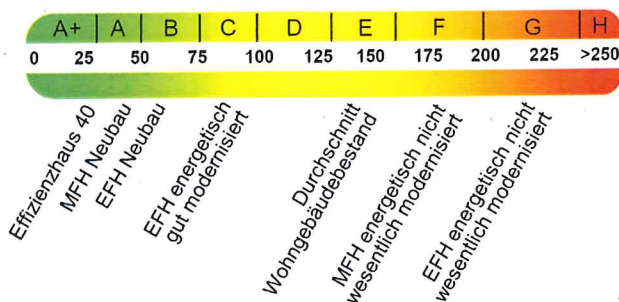 A+ A B C D E F G H
0 25 50 75 100 125 150 175 200 225 >250
Effizienzhaus 40
MFH Neubau
EFH Neubau
EFH energetisch
gut modernisiert
Durchschnitt
Wohngebäudebestand
MFH energetisch nicht
wesentlich modernisiert
EFH energetisch nicht
wesentlich modernisiert